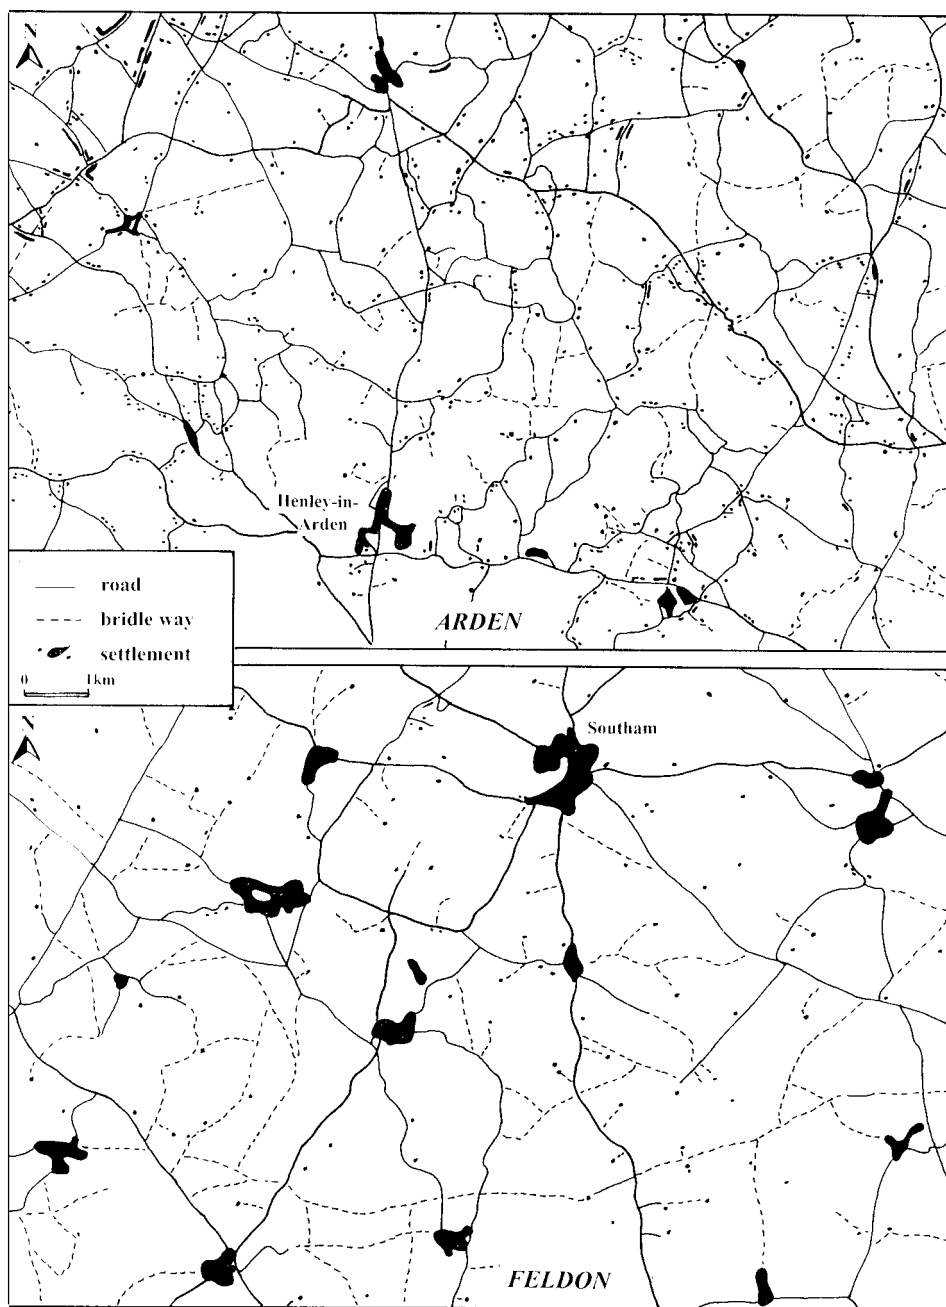 N
Henley-in-
Arden
road
bridle way
settlement
0 1km
ARDEN
N
Southam
FELDON